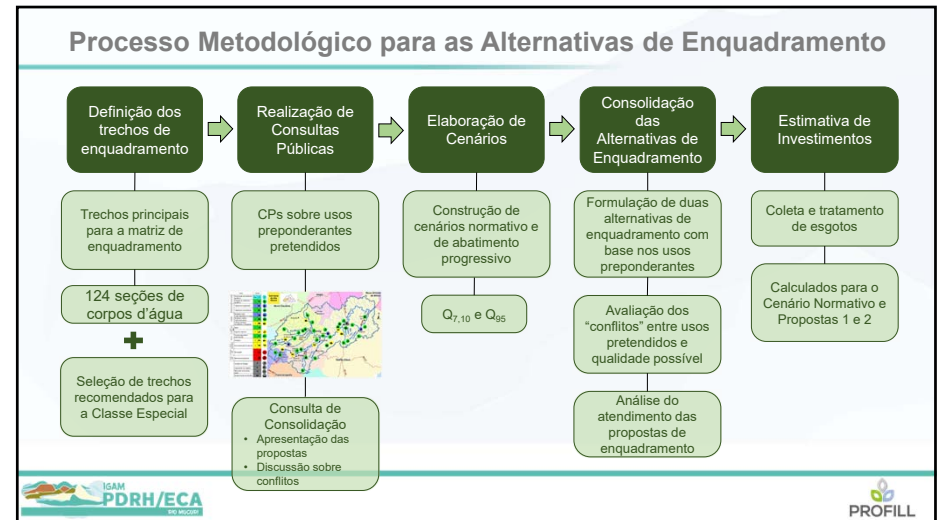 Processo Metodológico para as Alternativas de Enquadramento
Definição dos
trechos de
enquadramento
Trechos principais
para a matriz de
enquadramento
124 seções de
corpos d'água
+
Seleção de trechos
recomendados para
a Classe Especial
Realização de
Consultas
Públicas
CPs sobre usos
preponderantes
pretendidos
Consulta de
Consolidação
• Apresentação das
propostas
• Discussão sobre
conflitos
Elaboração de
Cenários
Construção de
cenários normativo e
de abatimento
progressivo
Q7,10 e Q95
Consolidação
das
Alternativas de
Enquadramento
Formulação de duas
alternativas de
enquadramento com
base nos usos
preponderantes
Avaliação dos
“conflitos” entre usos
pretendidos e
qualidade possível
Análise do
atendimento das
propostas de
enquadramento
Estimativa de
Investimentos
Coleta e tratamento
de esgotos
Calculados para o
Cenário Normativo e
Propostas 1 e 2
IGAM
PDRH/ECA
PROFILL